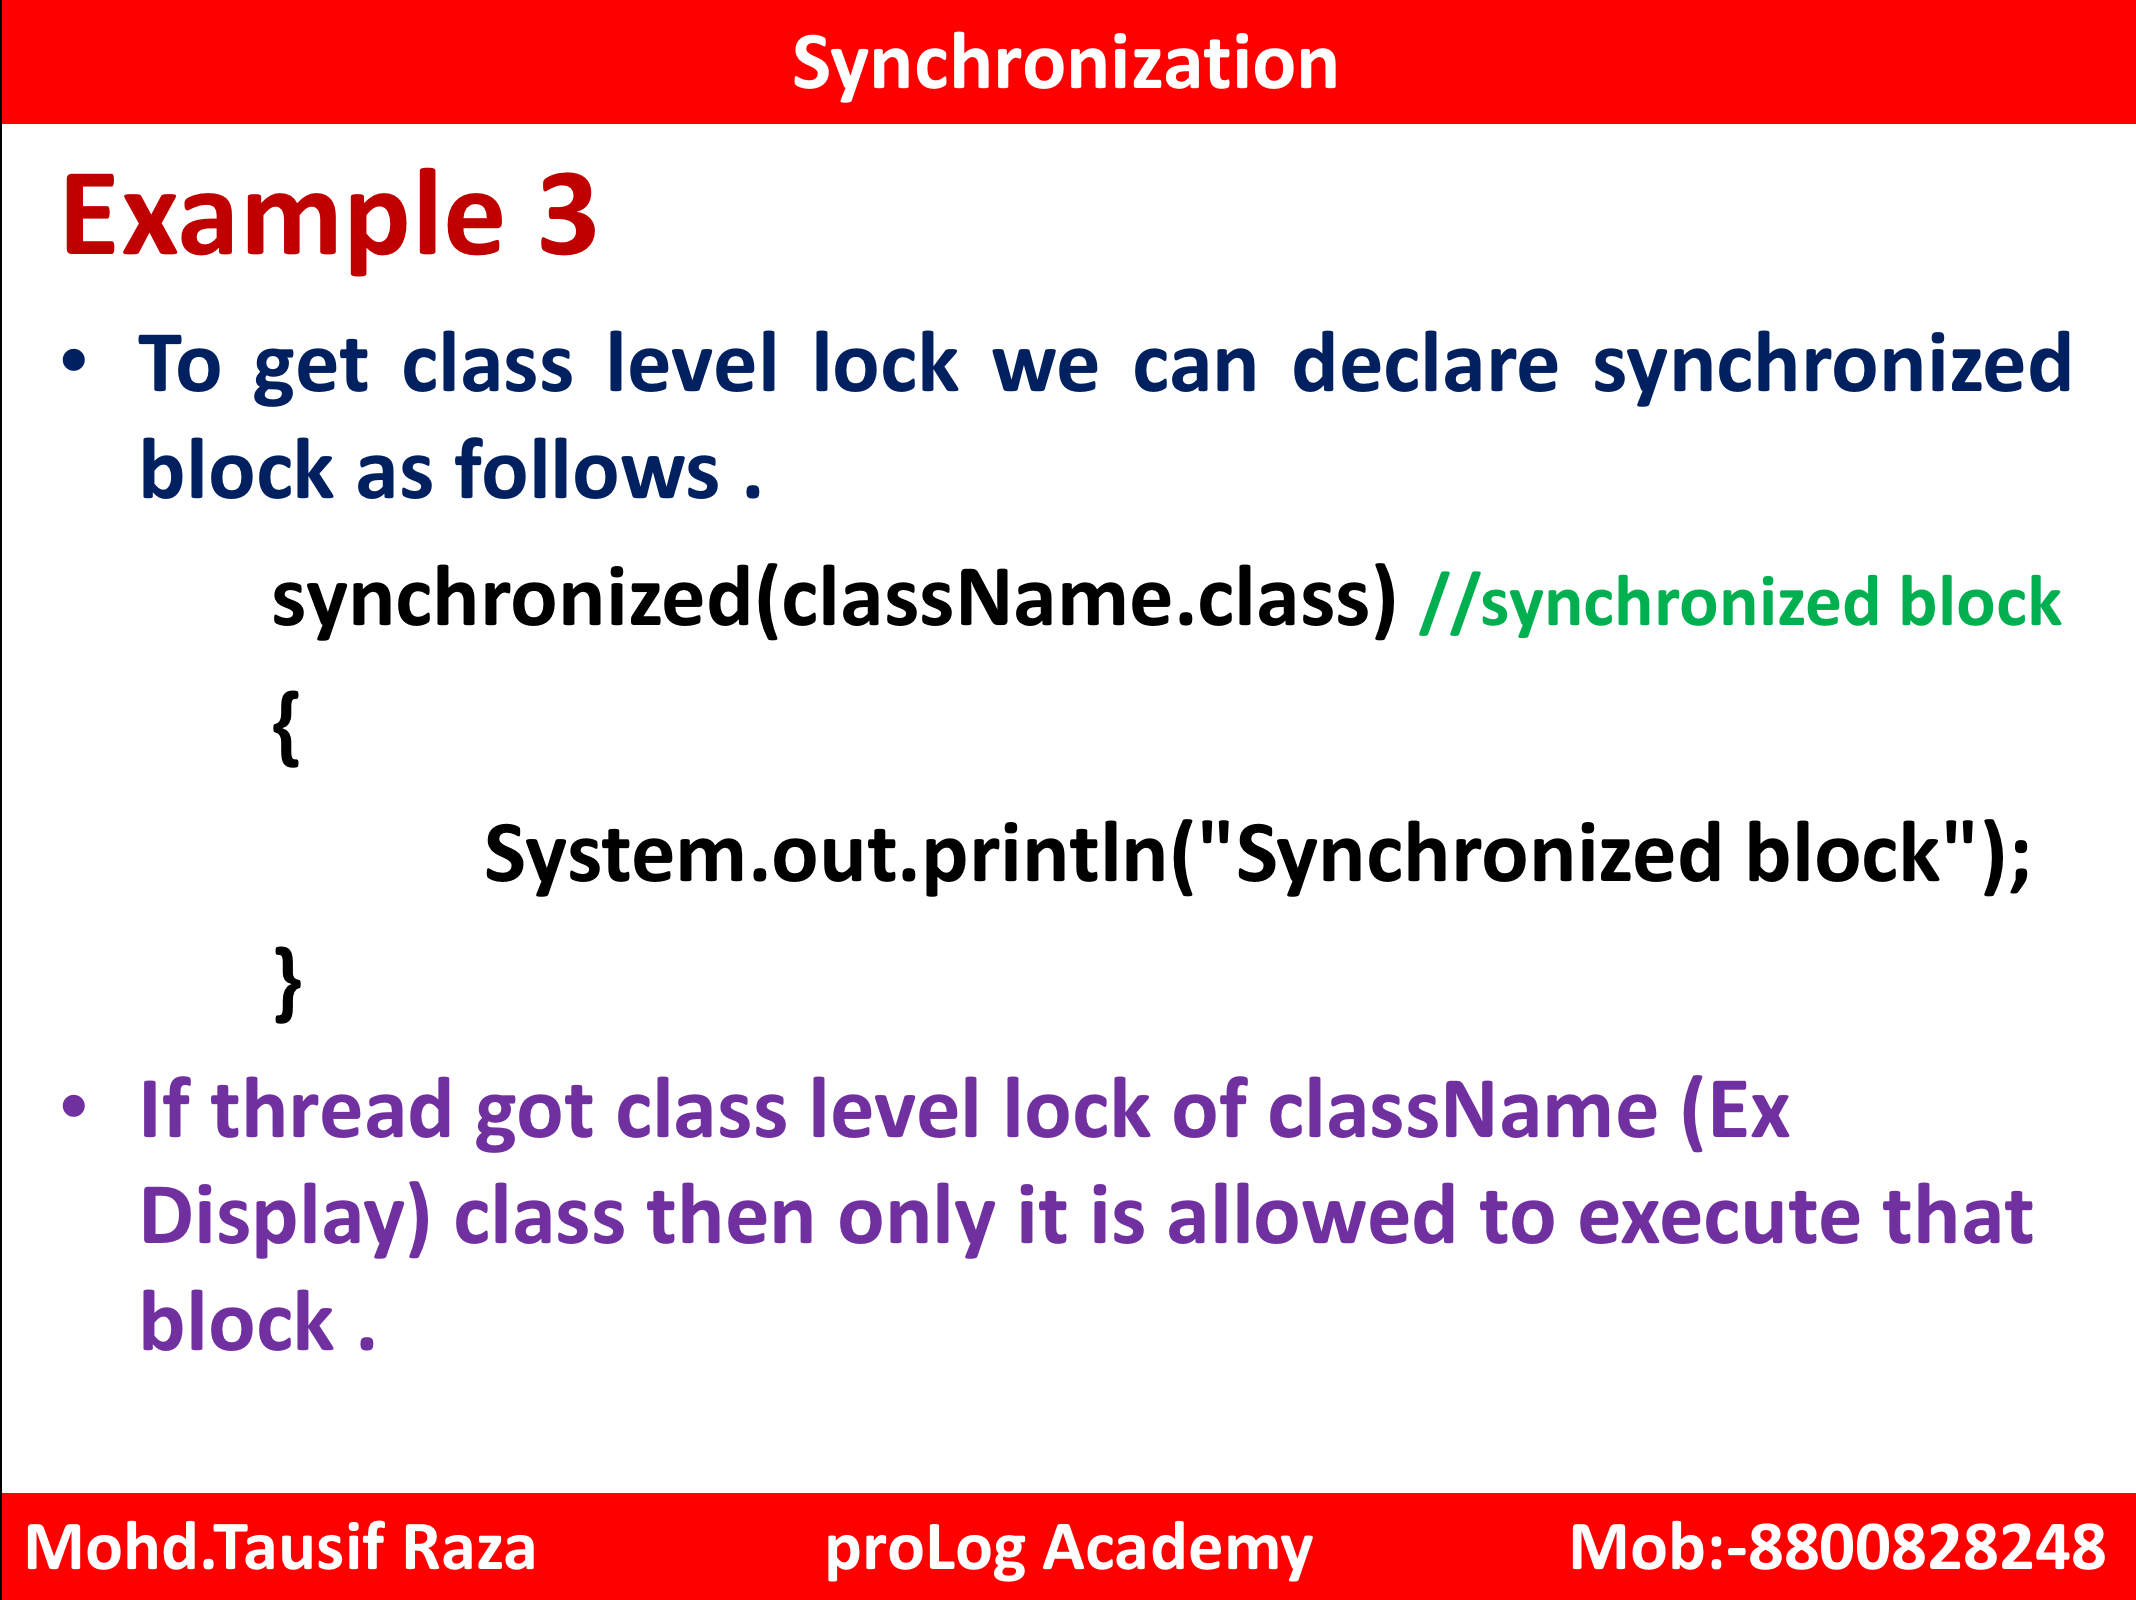 Synchronization
Example 3
• To get class level lock we can declare synchronized
block as follows .
synchronized(className.class) //synchronized block
{
System.out.println("Synchronized block");
}
• If thread got class level lock of className (Ex
Display) class then only it is allowed to execute that
block .
Mohd.Tausif Raza proLog Academy Mob:-8800828248